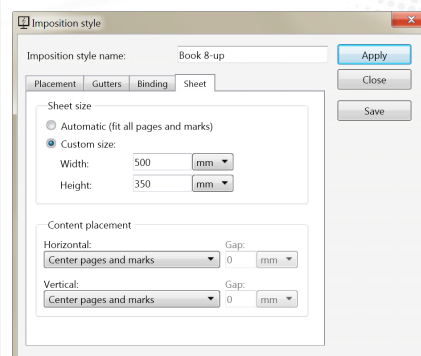 Imposition style
Imposition style name: Book 8-up
Apply
Close
Save
Placement Gutters Binding Sheet
Sheet size
Automatic (fit all pages and marks)
Custom size:
Width: 500 mm
Height: 350 mm
Content placement
Horizontal: Gap:
Center pages and marks 0 mm
Vertical: Gap:
Center pages and marks 0 mm